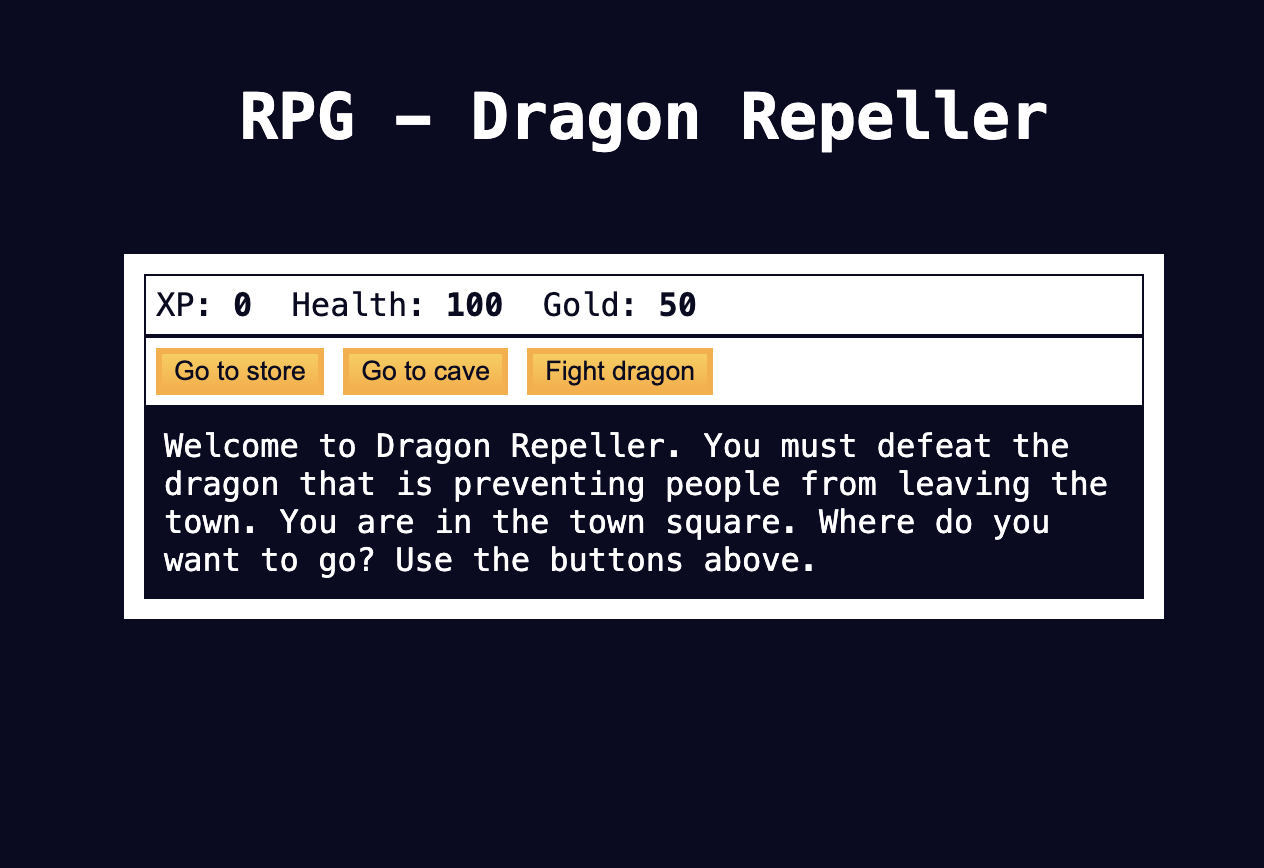 RPG - Dragon Repeller
XP: 0 Health: 100 Gold: 50
Go to store Go to cave Fight dragon
Welcome to Dragon Repeller. You must defeat the
dragon that is preventing people from leaving the
town. You are in the town square. Where do you
want to go? Use the buttons above.